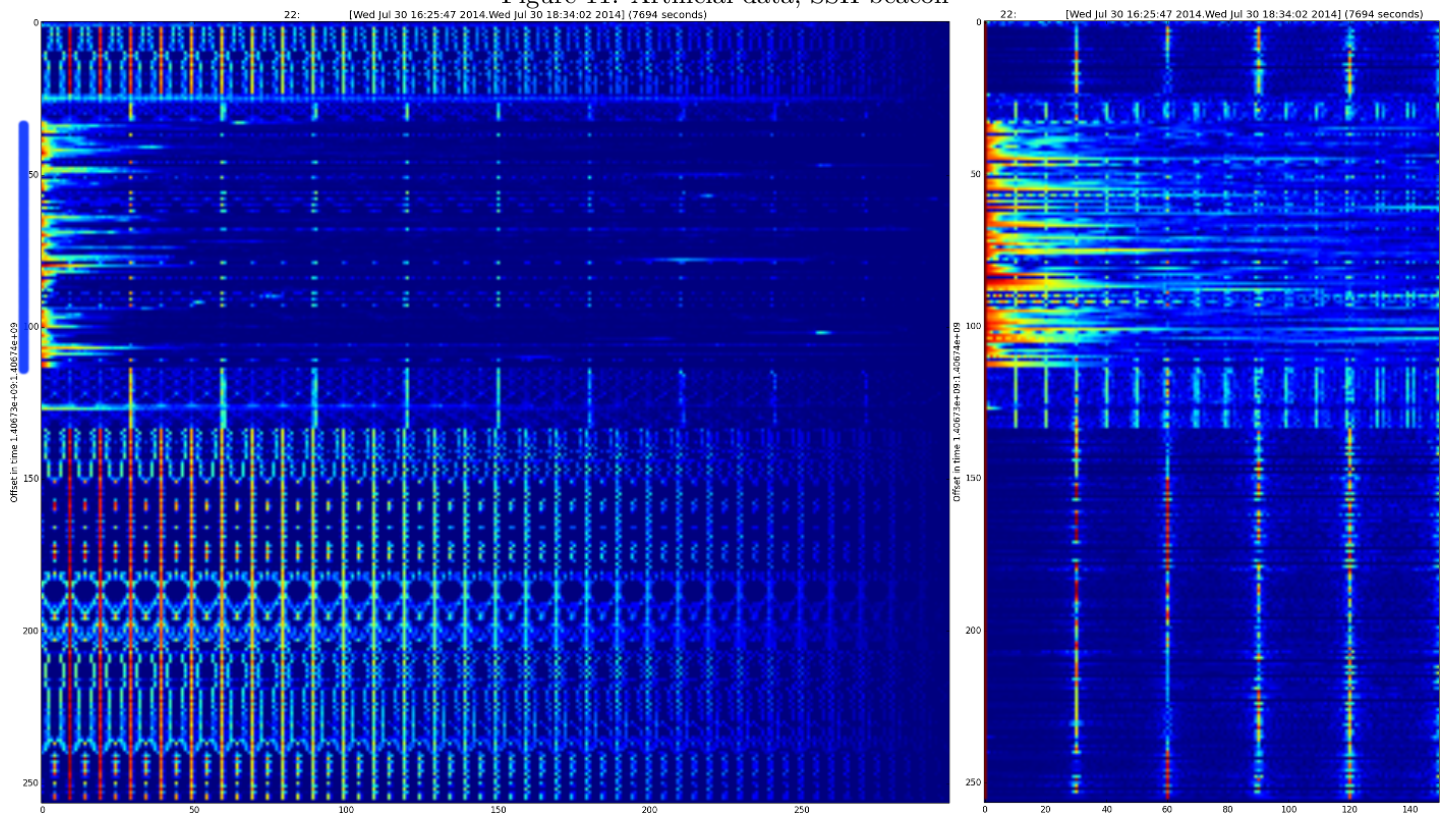 Figure 11: Artificial data, SSH beacon
22: [Wed Jul 30 16:25:47 2014.Wed Jul 30 18:34:02 2014] (7694 seconds)
0
50
100
150
200
250
Offset in time 1.40673e+09:1.40674e+09
0 50 100 150 200 250
22: [Wed Jul 30 16:25:47 2014.Wed Jul 30 18:34:02 2014] (7694 seconds)
0
50
100
150
200
250
Offset in time 1.40673e+09:1.40674e+09
0 20 40 60 80 100 120 140